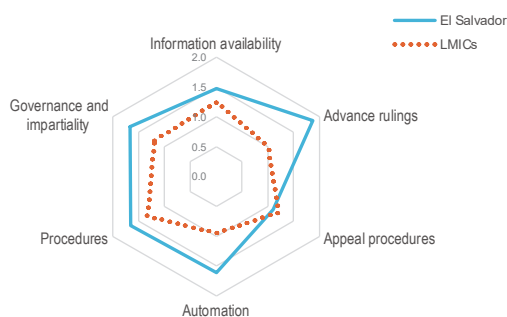 El Salvador
LMICs
Information availability
2.0
1.5
1.0
0.5
0.0
Governance and
impartiality
Advance rulings
Procedures
Appeal procedures
Automation